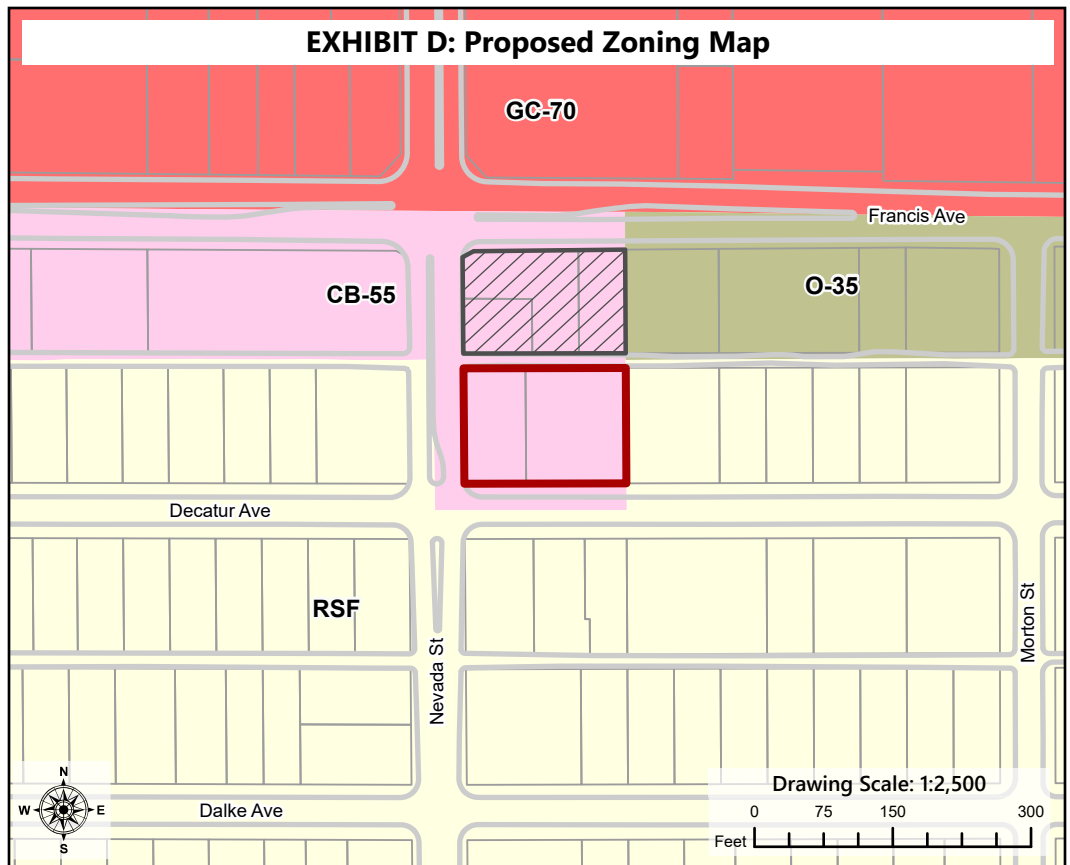 EXHIBIT D: Proposed Zoning Map
GC-70
Francis Ave
CB-55
O-35
Decatur Ave
RSF
Nevada St
Morton St
Dalke Ave
N
W
E
S
Drawing Scale: 1:2,500
0 75 150 300
Feet